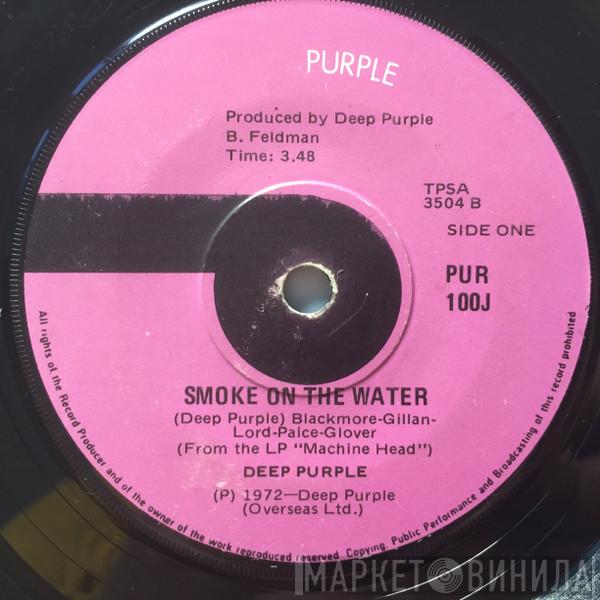 PURPLE
Produced by Deep Purple
B. Feldman
Time: 3.48
TPSA
3504 B
SIDE ONE
PUR
100J
SMOKE ON THE WATER
(Deep Purple) Blackmore-Gillan-
Lord-Paice-Glover
(From the LP "Machine Head")
DEEP PURPLE
(P) 1972—Deep Purple
(Overseas Ltd.)
All rights of the Record Producer and of the owner of the work reproduced reserved. Copying, Public Performance and Broadcasting of this record prohibited
МАРКЕТ ВИНИЛА